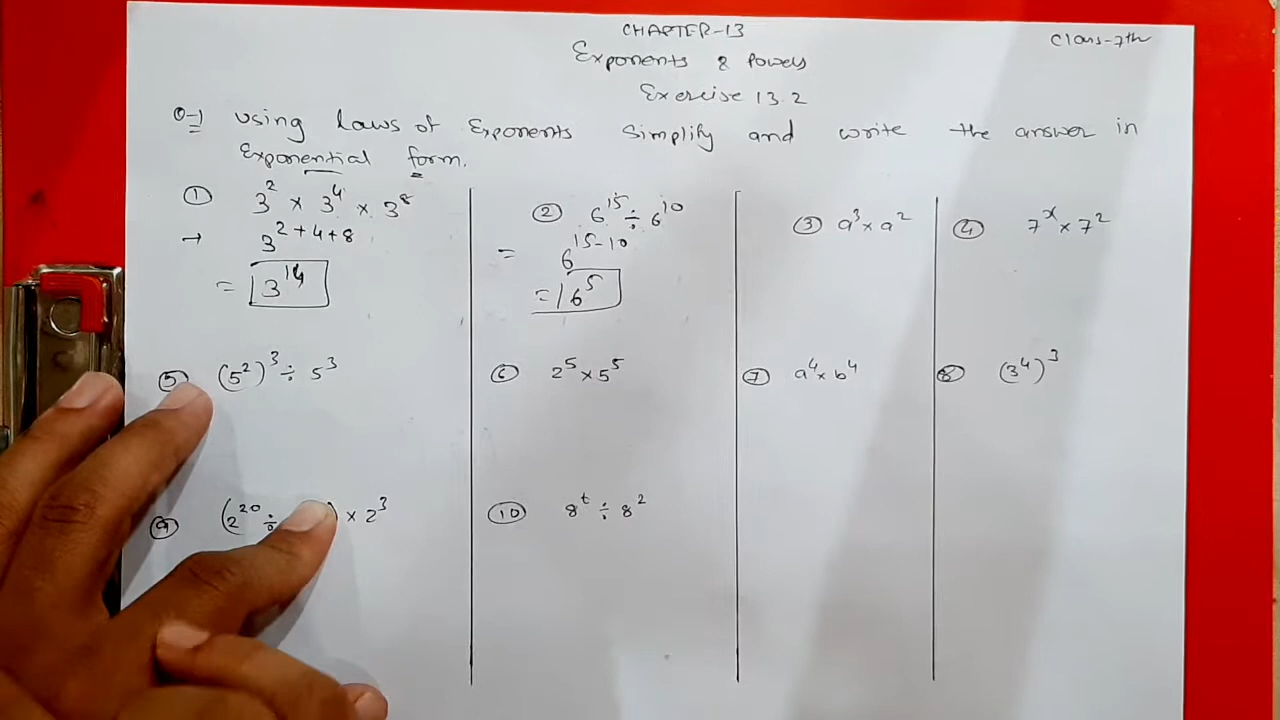 CHAPTER-13
Class-7th
Exponents & Powers
Exercise 13.2
Q-1 Using Laws of Exponents Simplify and write the answer in
Exponential form.
① 3² × 3⁴ × 3⁸
→ 3²⁺⁴⁺⁸
= 3¹⁴
② 6¹⁵ ÷ 6¹⁰
= 6¹⁵⁻¹⁰
= 6⁵
③ a³ × a²
④ 7ˣ × 7²
⑤ (5²)³ ÷ 5³
⑥ 2⁵ × 5⁵
⑦ a⁴ × b⁴
⑧ (3⁴)³
⑨ (2²⁰ ÷ ) × 2³
⑩ 8ᵗ ÷ 8²